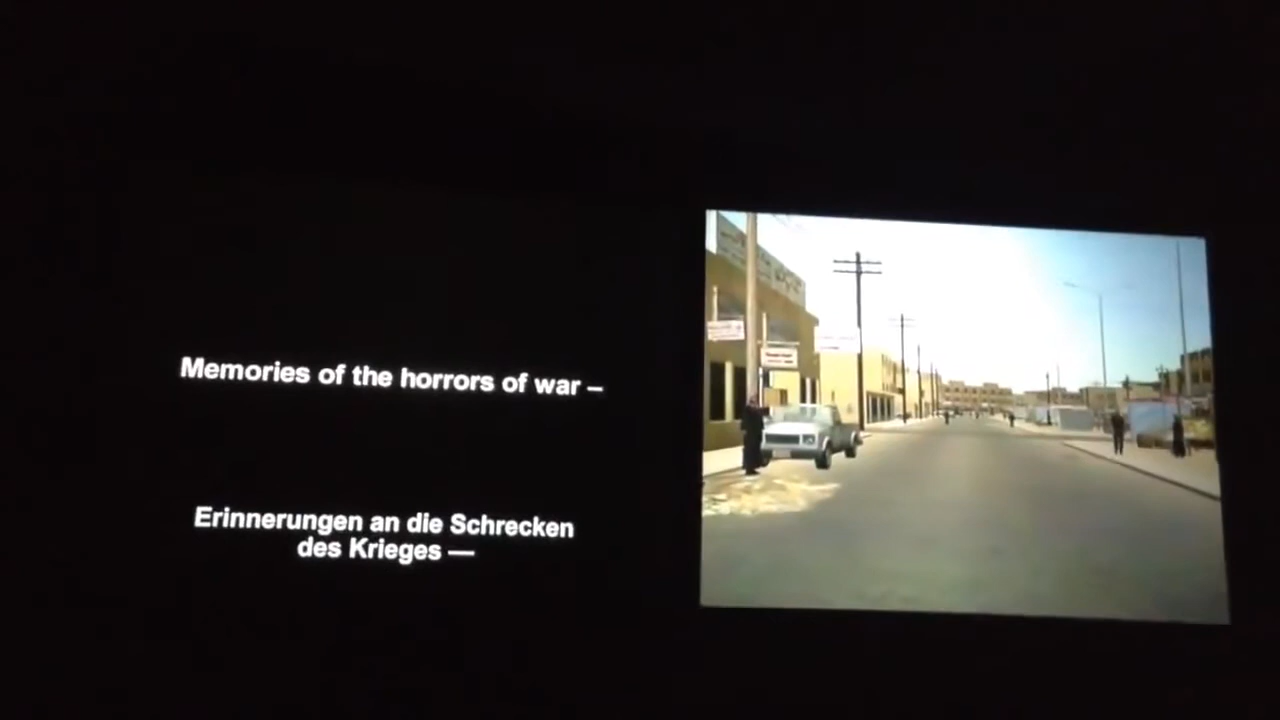 Memories of the horrors of war –
Erinnerungen an die Schrecken
des Krieges —